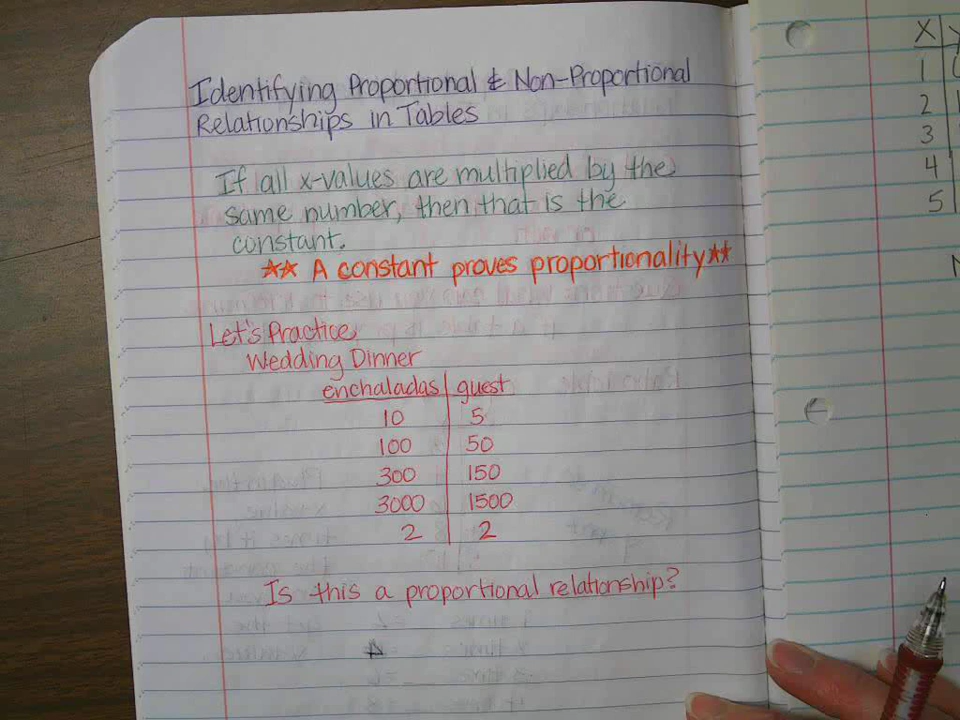 Identifying Proportional & Non-Proportional
Relationships in Tables
If all x-values are multiplied by the
same number, then that is the
constant.
** A constant proves proportionality**
Let's Practice
Wedding Dinner
enchaladas guest
10 5
100 50
300 150
3000 1500
2 2
Is this a proportional relationship?
X
1
2
3
4
5